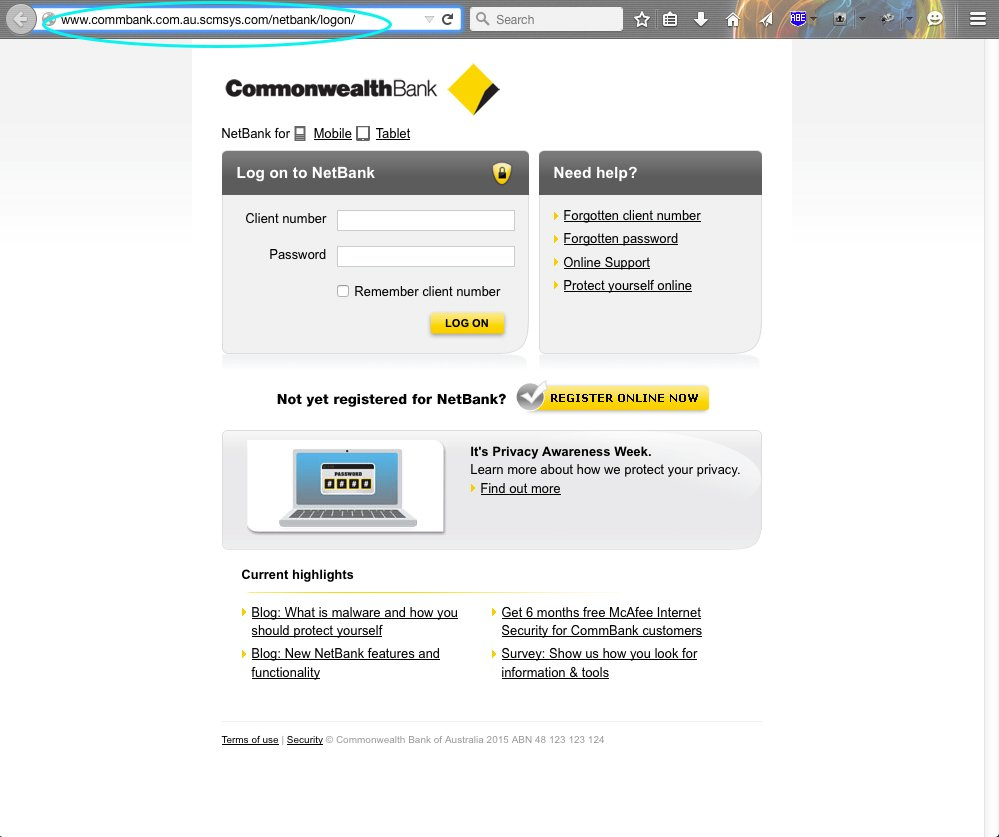 www.commbank.com.au.scmsys.com/netbank/logon/
Search
ABE
CommonwealthBank
NetBank for Mobile Tablet
Log on to NetBank
Client number
Password
Remember client number
LOG ON
Need help?
Forgotten client number
Forgotten password
Online Support
Protect yourself online
Not yet registered for NetBank? REGISTER ONLINE NOW
PASSWORD
# # # #
It's Privacy Awareness Week.
Learn more about how we protect your privacy.
Find out more
Current highlights
Blog: What is malware and how you
should protect yourself
Blog: New NetBank features and
functionality
Get 6 months free McAfee Internet
Security for CommBank customers
Survey: Show us how you look for
information & tools
Terms of use | Security © Commonwealth Bank of Australia 2015 ABN 48 123 123 124